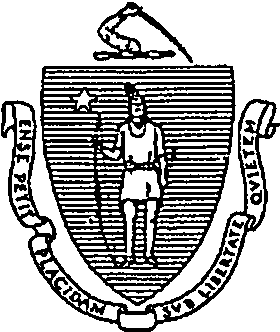 ENSE PETIT
PLACIDAM
SVB LIBERTATE
QVIETEM